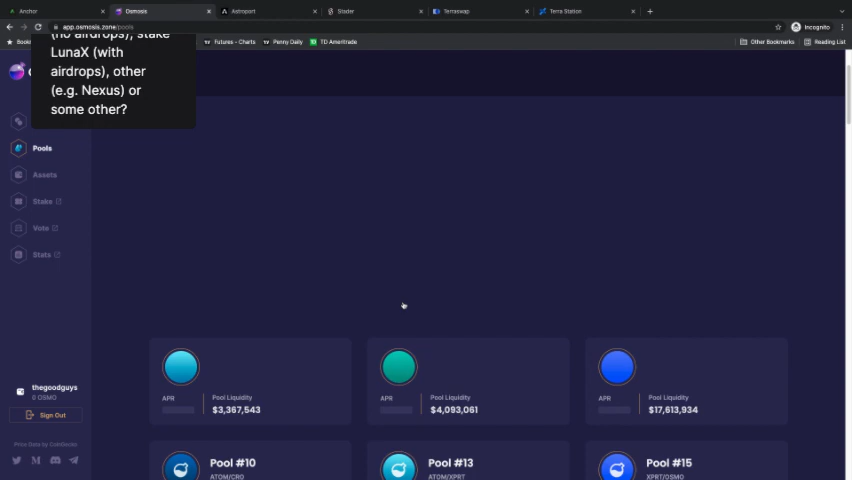 Anchor
Osmosis
Astroport
Stader
Terraswap
Terra Station
app.osmosis.zone/pools
Incognito
Futures - Charts
Penny Daily
TD Ameritrade
Other Bookmarks
Reading List
(no airdrops), stake
LunaX (with
airdrops), other
(e.g. Nexus) or
some other?
Pools
Assets
Stake
Vote
Stats
APR
Pool Liquidity
$3,367,543
APR
Pool Liquidity
$4,093,061
APR
Pool Liquidity
$17,613,934
Pool #10
ATOM/CRO
Pool #13
ATOM/XPRT
Pool #15
XPRT/OSMO
thegoodguys
0 OSMO
Sign Out
Price Data by CoinGecko